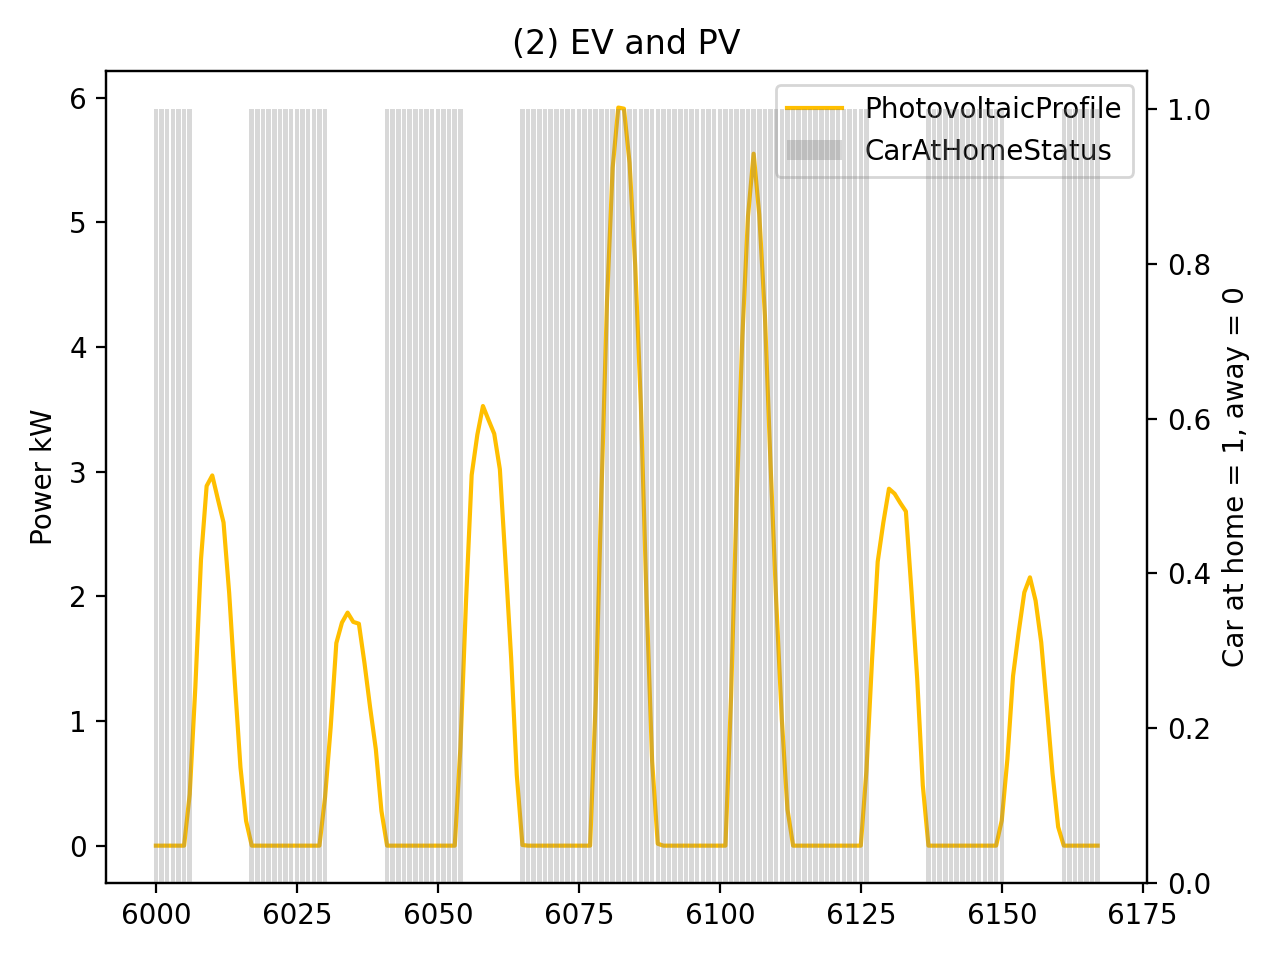 (2) EV and PV
PhotovoltaicProfile
CarAtHomeStatus
Power kW
6
5
4
3
2
1
0
1.0
0.8
0.6
0.4
0.2
0.0
Car at home = 1, away = 0
6000 6025 6050 6075 6100 6125 6150 6175